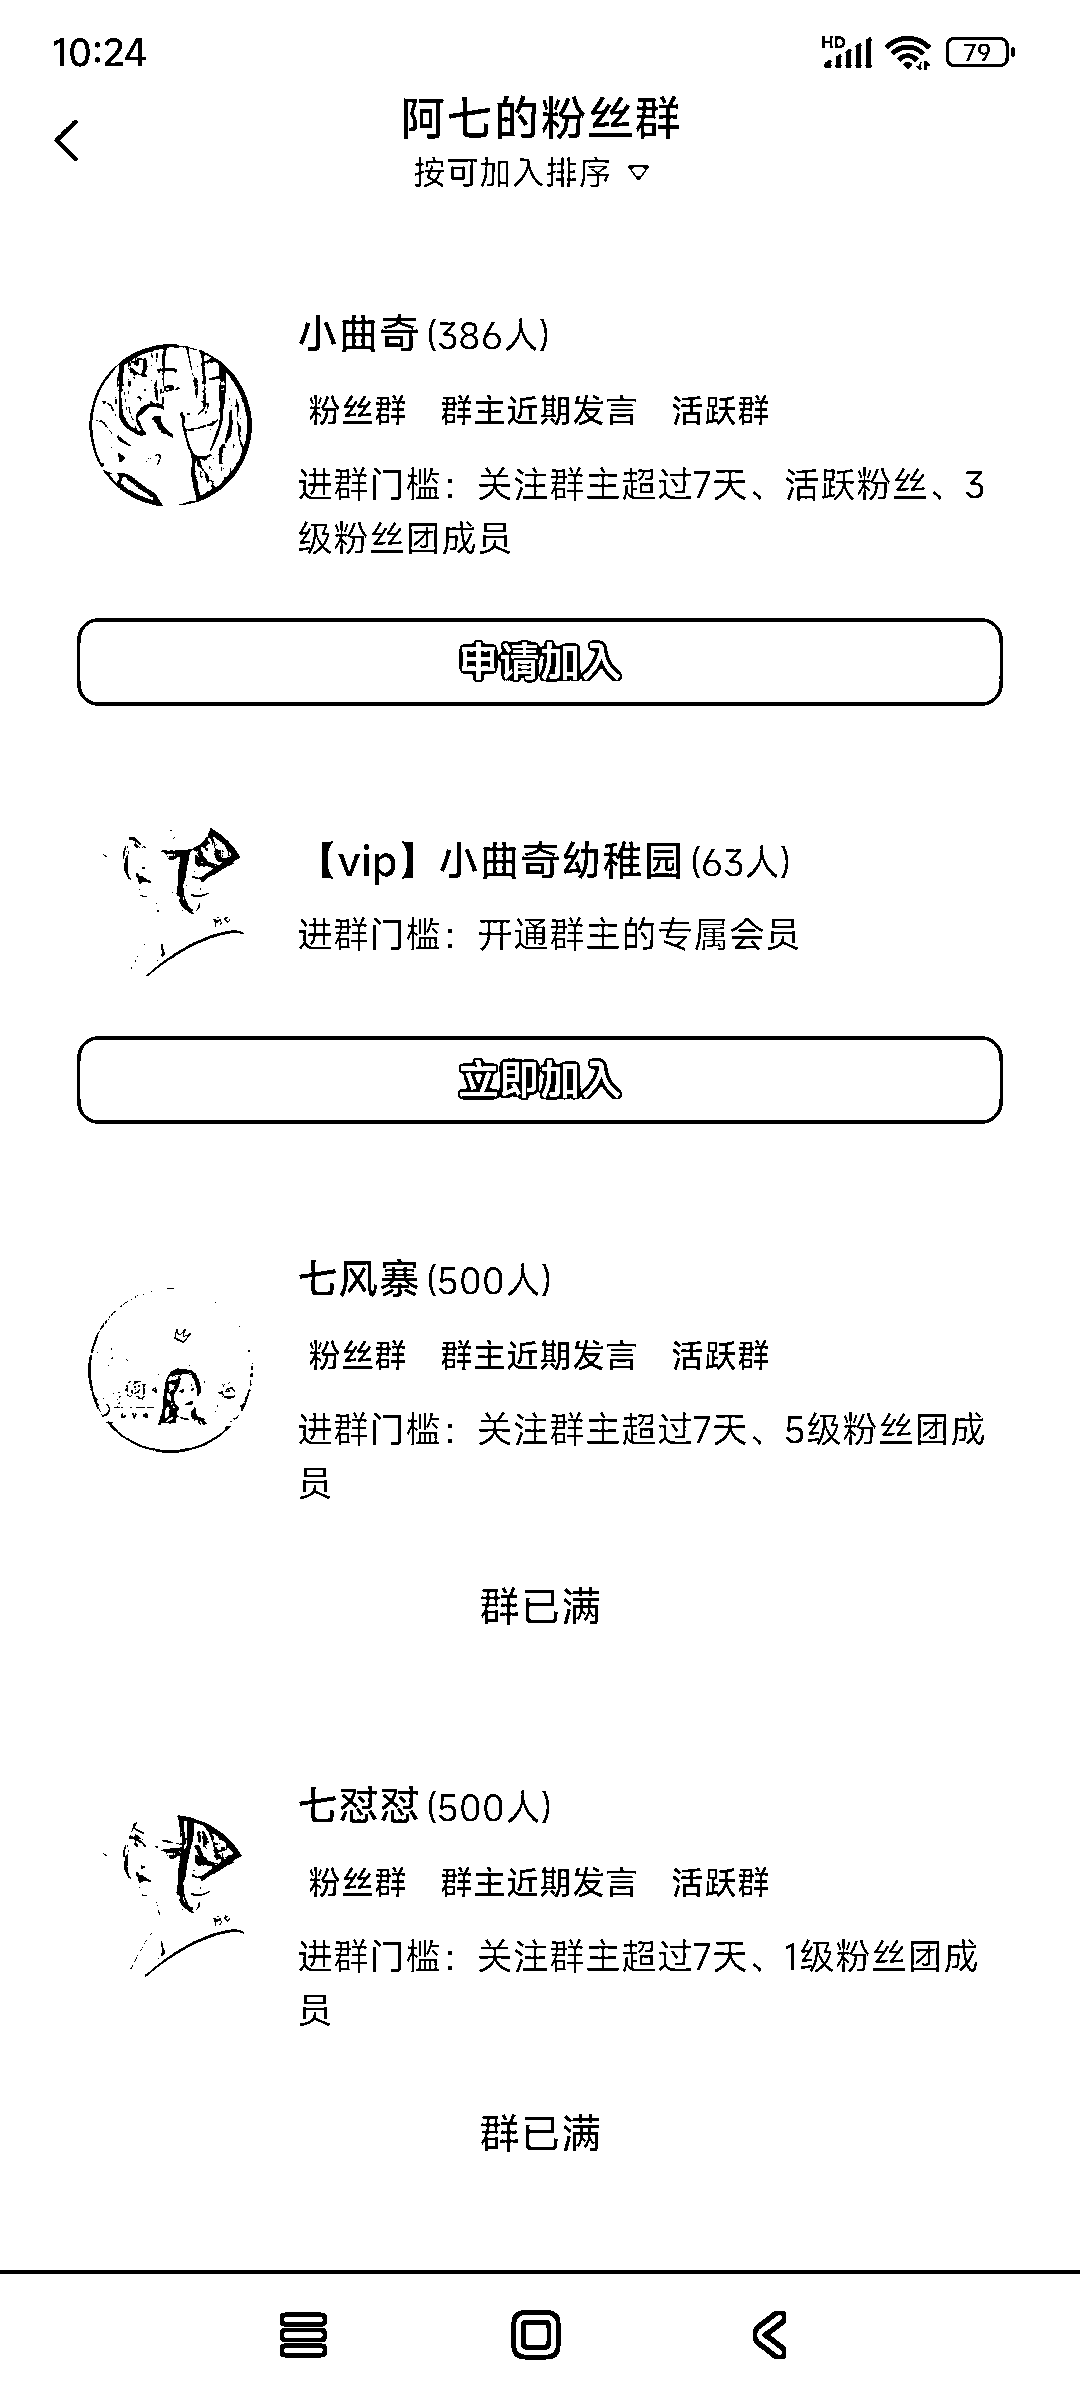 10:24
HD
79
阿七的粉丝群
按可加入排序
小曲奇(386人)
粉丝群 群主近期发言 活跃群
进群门槛：关注群主超过7天、活跃粉丝、3
级粉丝团成员
申请加入
【vip】小曲奇幼稚园(63人)
进群门槛：开通群主的专属会员
立即加入
七风寨(500人)
粉丝群 群主近期发言 活跃群
进群门槛：关注群主超过7天、5级粉丝团成
员
群已满
七怼怼(500人)
粉丝群 群主近期发言 活跃群
进群门槛：关注群主超过7天、1级粉丝团成
员
群已满